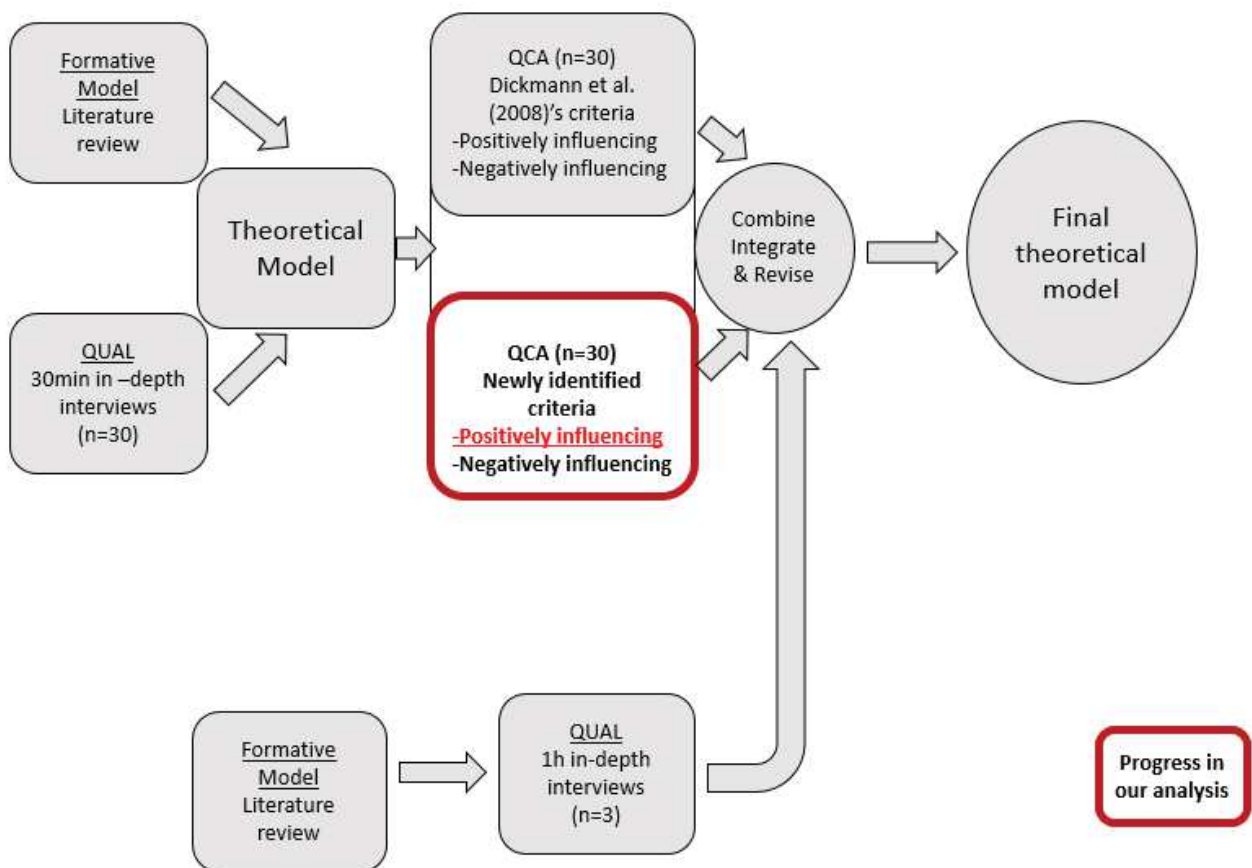 Formative
Model
Literature
review
QUAL
30min in –depth
interviews
(n=30)
Theoretical
Model
QCA (n=30)
Dickmann et al.
(2008)'s criteria
-Positively influencing
-Negatively influencing
QCA (n=30)
Newly identified
criteria
-Positively influencing
-Negatively influencing
Combine
Integrate
& Revise
Final
theoretical
model
Formative
Model
Literature
review
QUAL
1h in-depth
interviews
(n=3)
Progress in
our analysis